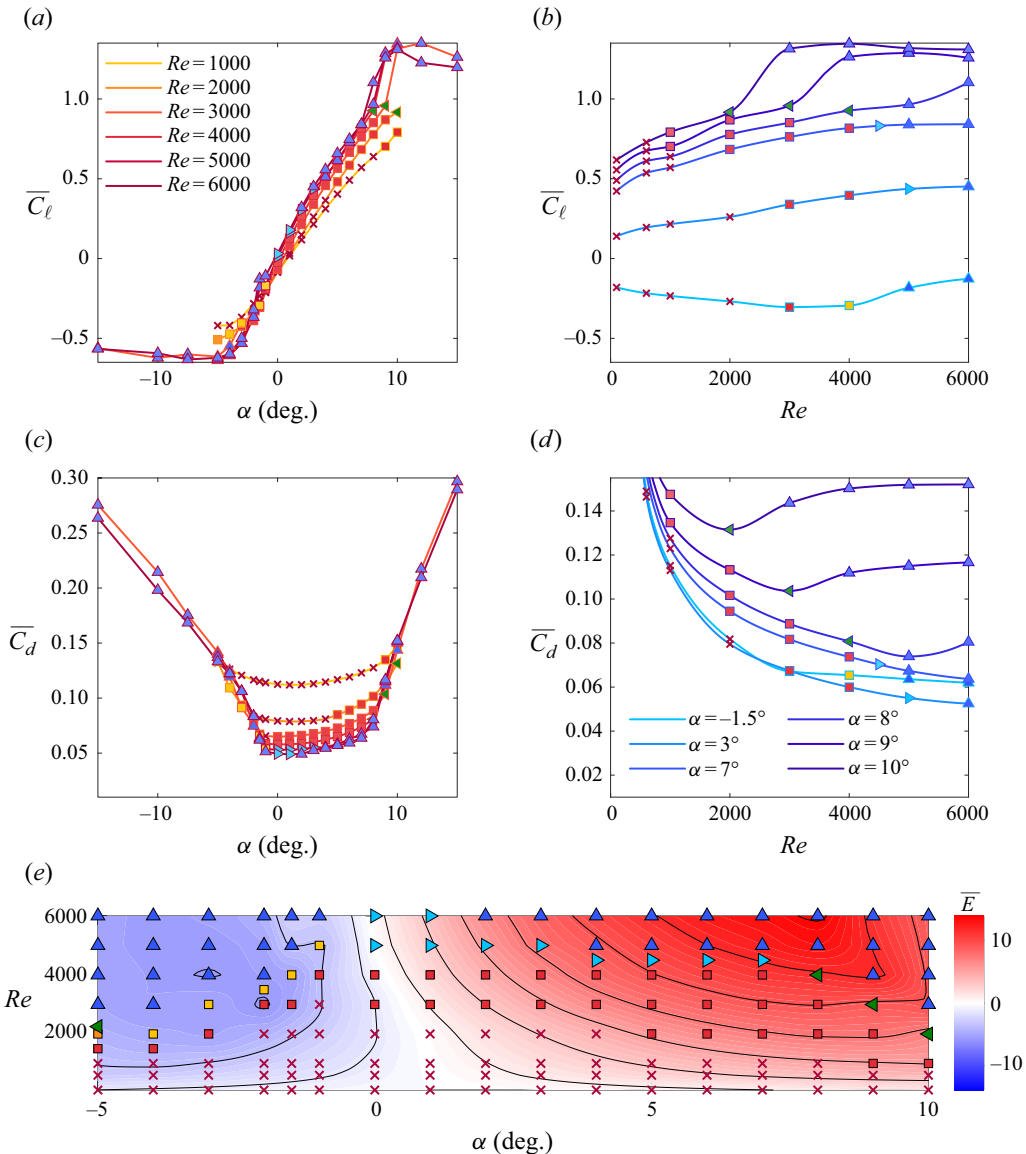 (a)
(b)
1.0
0.5
0
–0.5
C̅ℓ
Re = 1000
Re = 2000
Re = 3000
Re = 4000
Re = 5000
Re = 6000
–10
0
10
α (deg.)
1.0
0.5
0
–0.5
C̅ℓ
0
2000
4000
6000
Re
(c)
(d)
0.30
0.25
0.20
0.15
0.10
0.05
C̅d
–10
0
10
α (deg.)
0.14
0.12
0.10
0.08
0.06
0.04
0.02
C̅d
α = –1.5°
α = 8°
α = 3°
α = 9°
α = 7°
α = 10°
0
2000
4000
6000
Re
(e)
6000
4000
2000
Re
–5
0
5
10
α (deg.)
E̅
10
0
–10